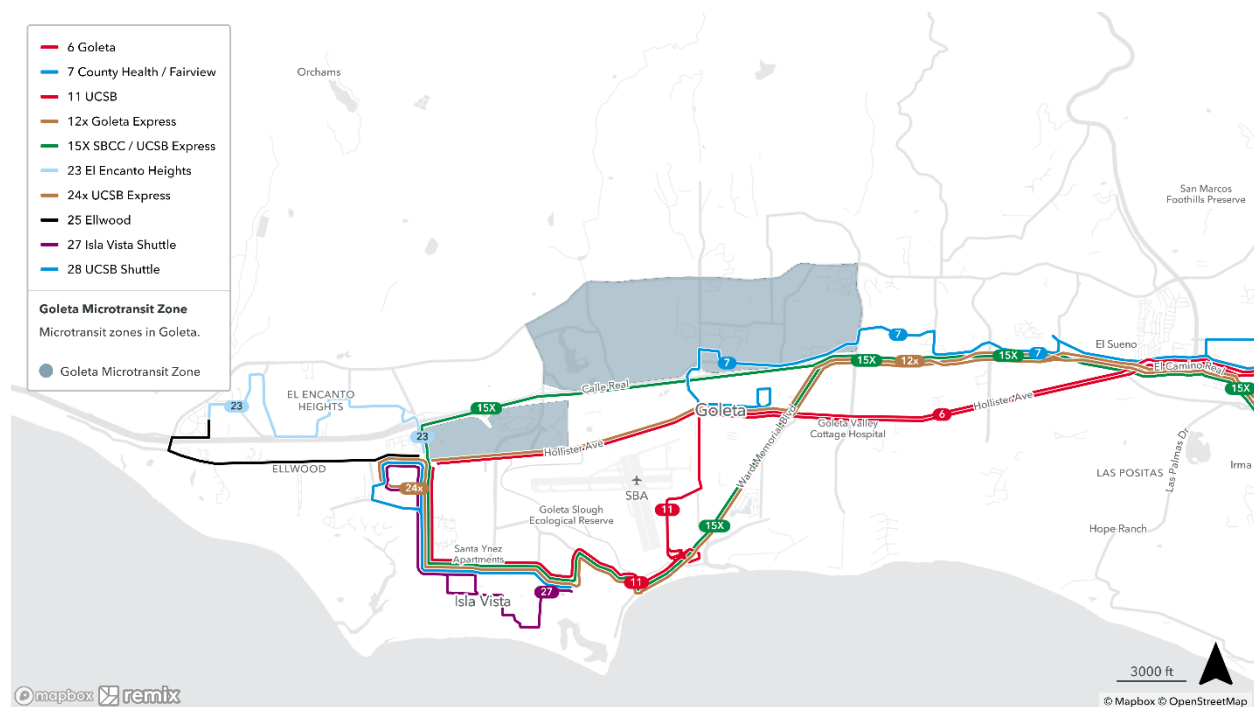 6 Goleta
7 County Health / Fairview
11 UCSB
12x Goleta Express
15X SBCC / UCSB Express
23 El Encanto Heights
24x UCSB Express
25 Ellwood
27 Isla Vista Shuttle
28 UCSB Shuttle
Goleta Microtransit Zone
Microtransit zones in Goleta.
Goleta Microtransit Zone
Orchams
San Marcos
Foothills Preserve
7
El Sueno
7
15X
12x
15X
7
El Camino Real
Calle Real
15X
23
EL ENCANTO
HEIGHTS
15X
Hollister Ave
Goleta
6
Goleta Valley
Cottage Hospital
23
Hollister Ave
Ward Memorial Blvd
Las Palmas Dr
ELLWOOD
LAS POSITAS
Irma
24x
SBA
11
Goleta Slough
Ecological Reserve
15X
Hope Ranch
Santa Ynez
Apartments
11
27
Isla Vista
3000 ft
mapbox
remix
© Mapbox © OpenStreetMap